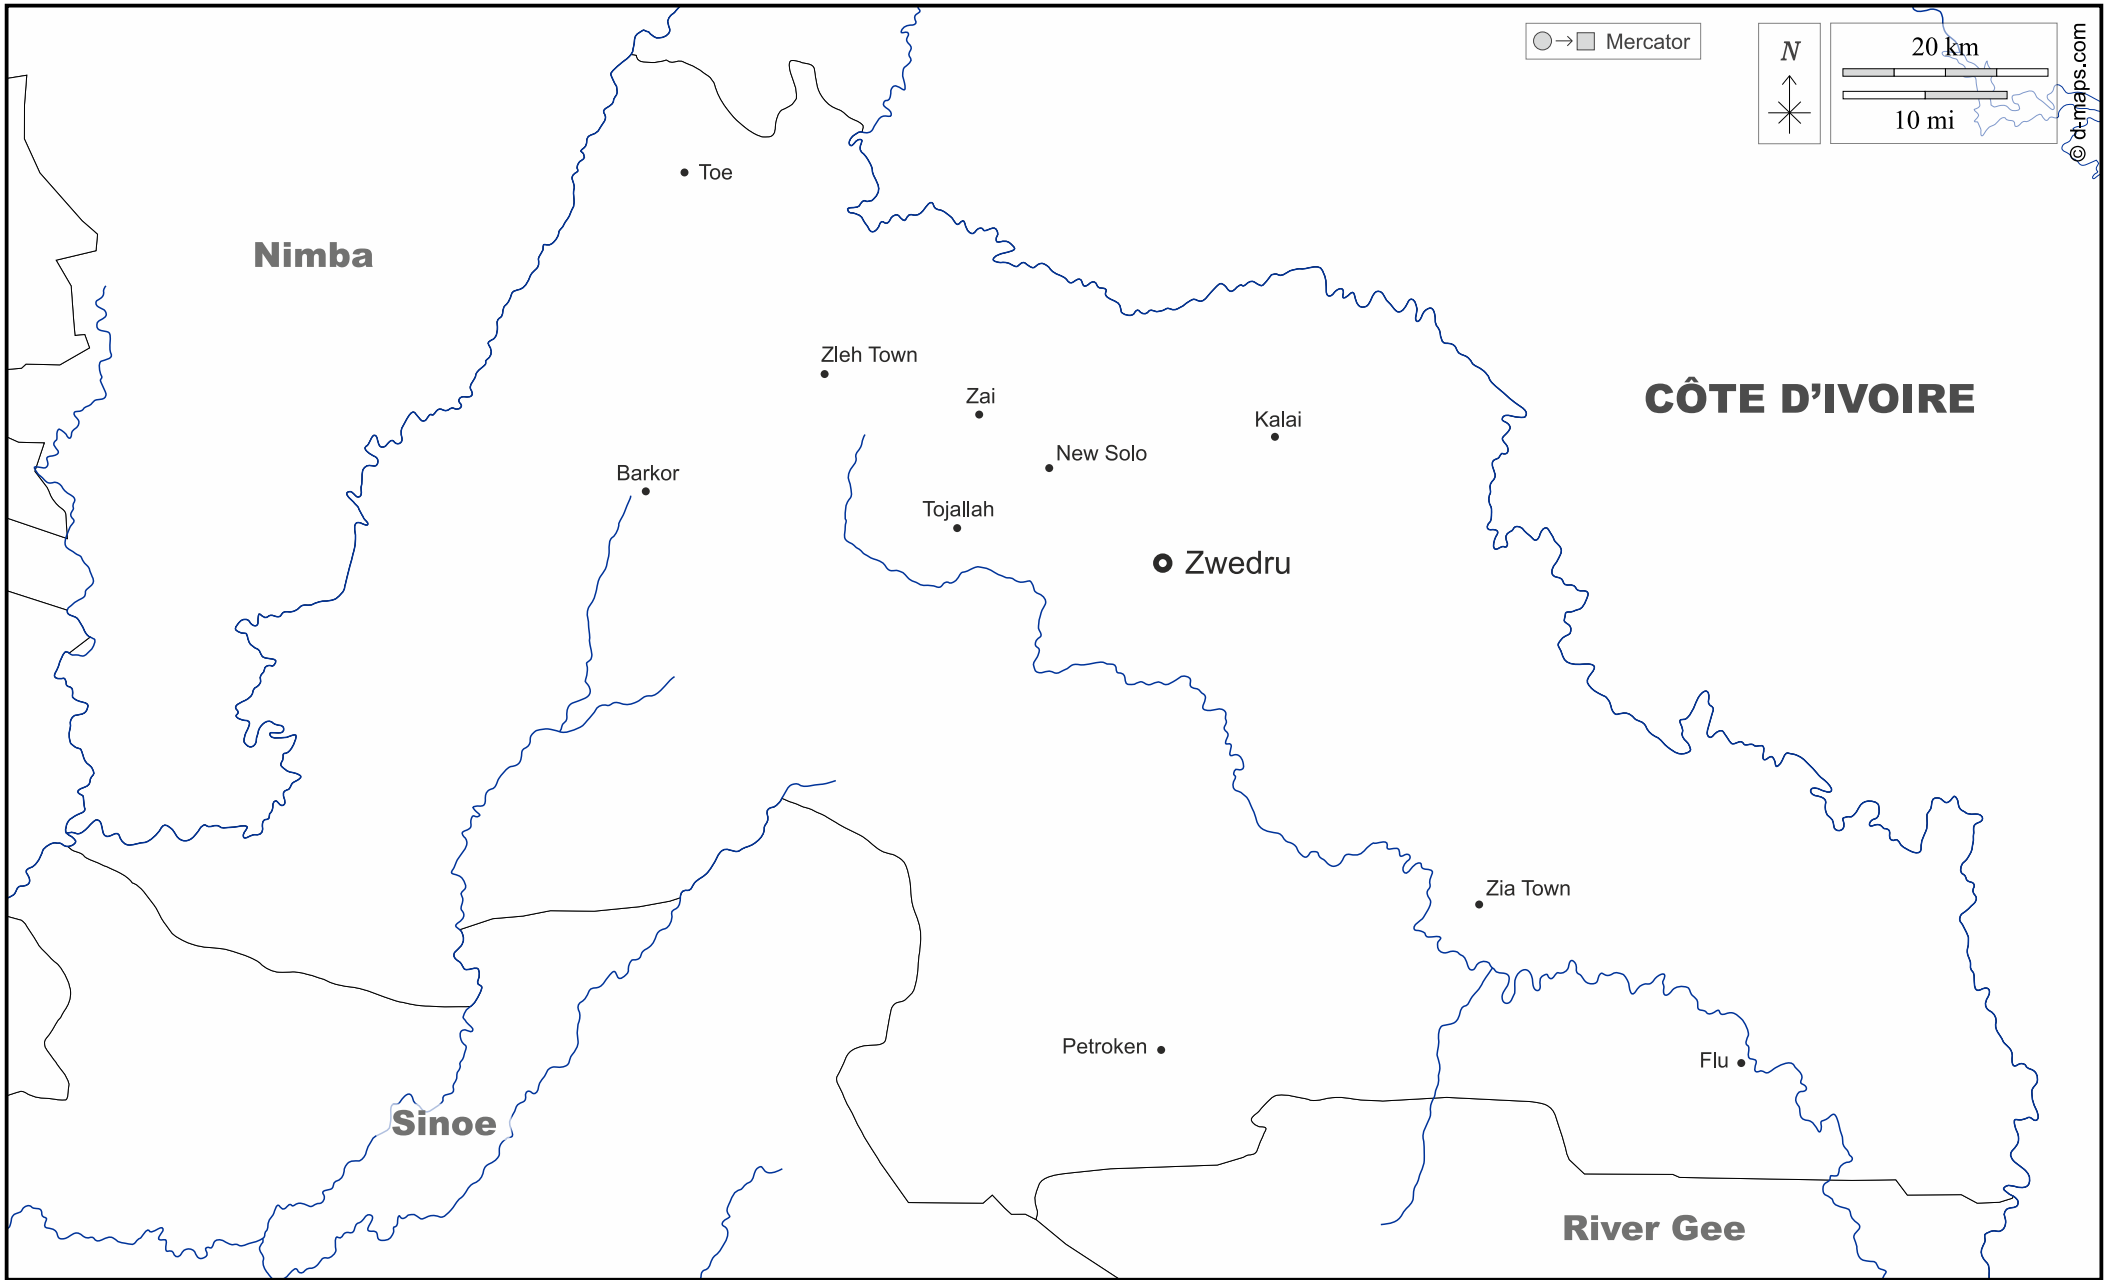 Mercator
N
20 km
10 mi
© d-maps.com
Toe
Nimba
Zleh Town
Zai
CÔTE D'IVOIRE
Kalai
New Solo
Barkor
Tojallah
Zwedru
Zia Town
Petroken
Flu
Sinoe
River Gee